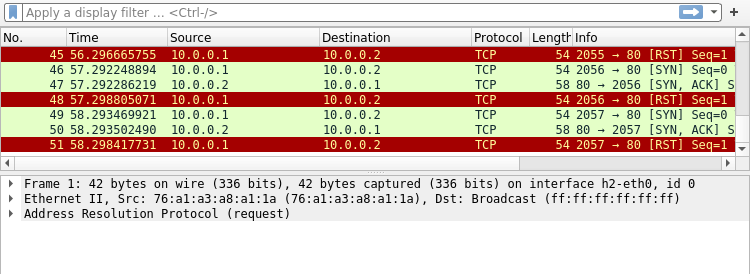 Apply a display filter … <Ctrl-/>
No. Time Source Destination Protocol Length Info
45 56.296665755 10.0.0.1 10.0.0.2 TCP 54 2055 → 80 [RST] Seq=1
46 57.292248894 10.0.0.1 10.0.0.2 TCP 54 2056 → 80 [SYN] Seq=0
47 57.292286219 10.0.0.2 10.0.0.1 TCP 58 80 → 2056 [SYN, ACK] S
48 57.298805071 10.0.0.1 10.0.0.2 TCP 54 2056 → 80 [RST] Seq=1
49 58.293469921 10.0.0.1 10.0.0.2 TCP 54 2057 → 80 [SYN] Seq=0
50 58.293502490 10.0.0.2 10.0.0.1 TCP 58 80 → 2057 [SYN, ACK] S
51 58.298417731 10.0.0.1 10.0.0.2 TCP 54 2057 → 80 [RST] Seq=1
Frame 1: 42 bytes on wire (336 bits), 42 bytes captured (336 bits) on interface h2-eth0, id 0
Ethernet II, Src: 76:a1:a3:a8:a1:1a (76:a1:a3:a8:a1:1a), Dst: Broadcast (ff:ff:ff:ff:ff:ff)
Address Resolution Protocol (request)